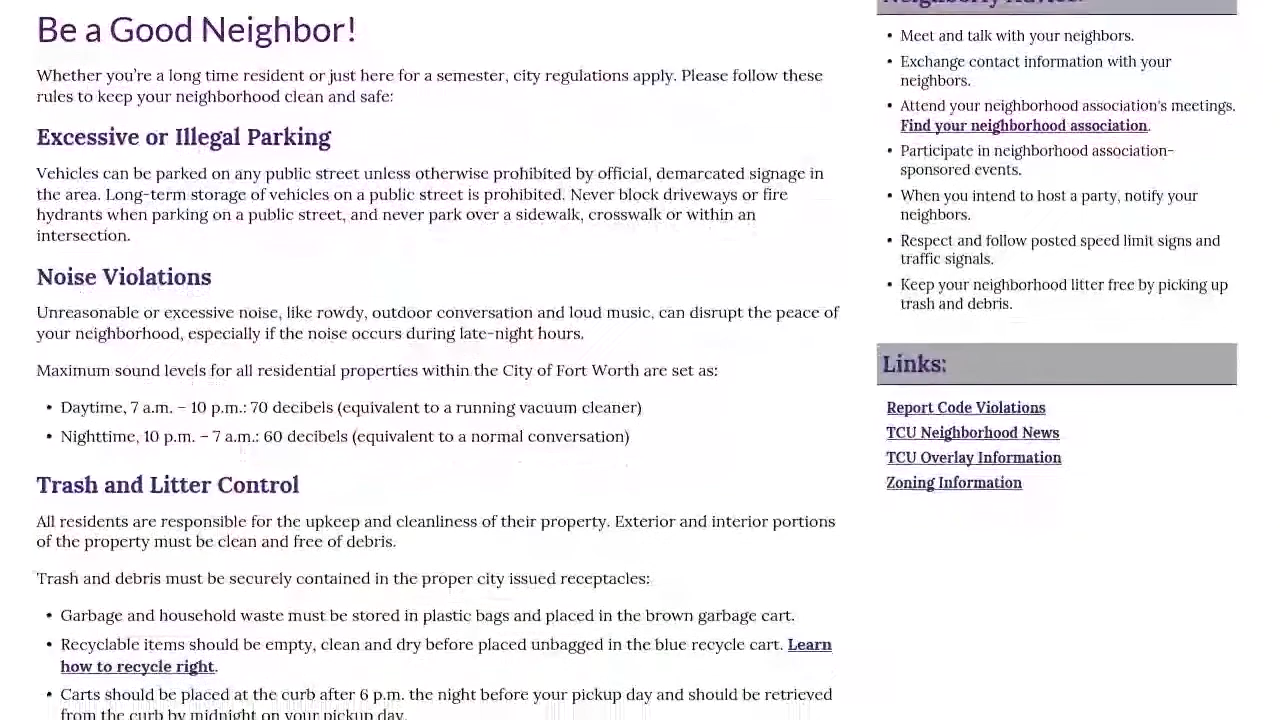 Be a Good Neighbor!
Whether you're a long time resident or just here for a semester, city regulations apply. Please follow these
rules to keep your neighborhood clean and safe:
Excessive or Illegal Parking
Vehicles can be parked on any public street unless otherwise prohibited by official, demarcated signage in
the area. Long-term storage of vehicles on a public street is prohibited. Never block driveways or fire
hydrants when parking on a public street, and never park over a sidewalk, crosswalk or within an
intersection.
Noise Violations
Unreasonable or excessive noise, like rowdy, outdoor conversation and loud music, can disrupt the peace of
your neighborhood, especially if the noise occurs during late-night hours.
Maximum sound levels for all residential properties within the City of Fort Worth are set as:
• Daytime, 7 a.m. – 10 p.m.: 70 decibels (equivalent to a running vacuum cleaner)
• Nighttime, 10 p.m. – 7 a.m.: 60 decibels (equivalent to a normal conversation)
Trash and Litter Control
All residents are responsible for the upkeep and cleanliness of their property. Exterior and interior portions
of the property must be clean and free of debris.
Trash and debris must be securely contained in the proper city issued receptacles:
• Garbage and household waste must be stored in plastic bags and placed in the brown garbage cart.
• Recyclable items should be empty, clean and dry before placed unbagged in the blue recycle cart. Learn
how to recycle right.
• Carts should be placed at the curb after 6 p.m. the night before your pickup day and should be retrieved
from the curb by midnight on your pickup day.
Neighborly Advice:
• Meet and talk with your neighbors.
• Exchange contact information with your
neighbors.
• Attend your neighborhood association's meetings.
Find your neighborhood association.
• Participate in neighborhood association-
sponsored events.
• When you intend to host a party, notify your
neighbors.
• Respect and follow posted speed limit signs and
traffic signals.
• Keep your neighborhood litter free by picking up
trash and debris.
Links:
Report Code Violations
TCU Neighborhood News
TCU Overlay Information
Zoning Information